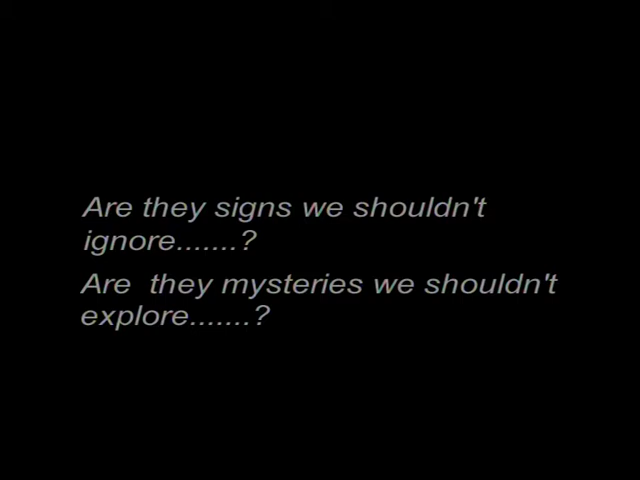 Are they signs we shouldn't
ignore.......?
Are  they mysteries we shouldn't
explore.......?